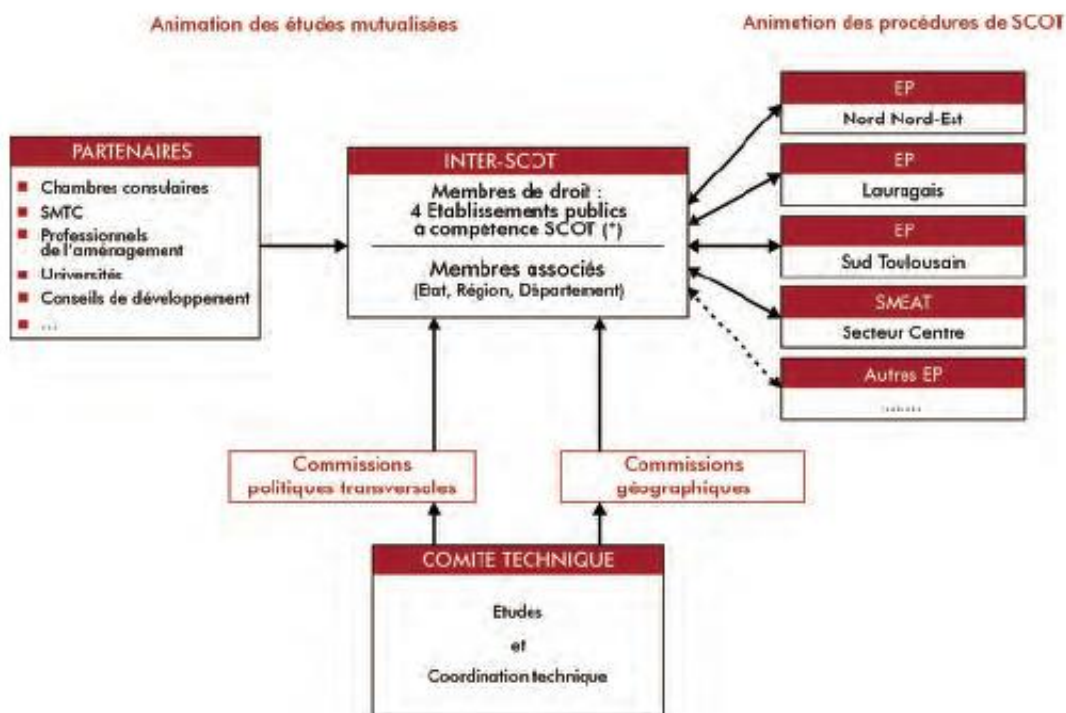 Animation des études mutualisées
Animetion des procédures de SCOT
PARTENAIRES
Chambres consulaires
SMTC
Professionnels
de l'aménagement
Universités
Conseils de développement
...
INTER-SCOT
Membres de droit :
4 Etablissements publics
à compétence SCOT (*)
Membres associés
(Etat, Région, Département)
EP
Nord Nord-Est
EP
Lauragais
EP
Sud Toulousain
SMEAT
Secteur Centre
Autres EP
Commissions
politiques transversales
Commissions
géographiques
COMITE TECHNIQUE
Etudes
et
Coordination technique